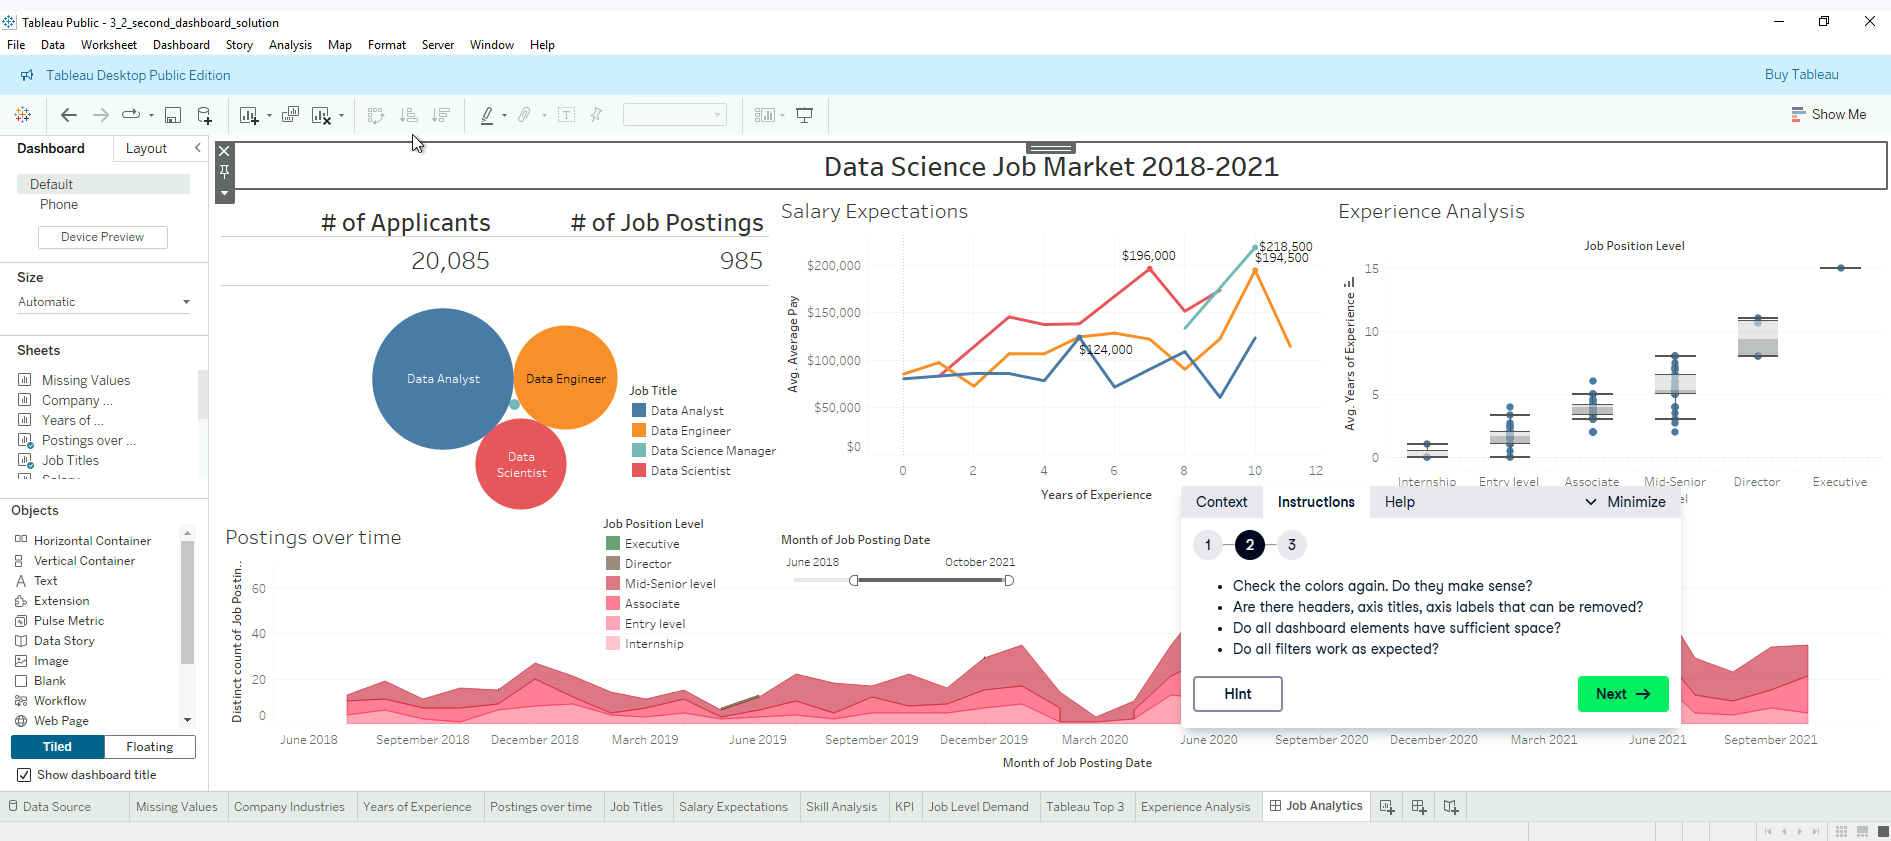 Tableau Public - 3_2_second_dashboard_solution
File Data Worksheet Dashboard Story Analysis Map Format Server Window Help
Tableau Desktop Public Edition
Buy Tableau
Show Me
Dashboard Layout
Default
Phone
Device Preview
Size
Automatic
Sheets
Missing Values
Company ...
Years of ...
Postings over ...
Job Titles
Objects
Horizontal Container
Vertical Container
Text
Extension
Pulse Metric
Data Story
Image
Blank
Workflow
Web Page
Tiled Floating
Show dashboard title
Data Science Job Market 2018-2021
# of Applicants # of Job Postings
20,085 985
Data Analyst
Data Engineer
Data
Scientist
Job Title
Data Analyst
Data Engineer
Data Science Manager
Data Scientist
Salary Expectations
Avg. Average Pay
$200,000
$150,000
$100,000
$50,000
$0
$196,000
$218,500
$194,500
$124,000
0 2 4 6 8 10 12
Years of Experience
Experience Analysis
Job Position Level
Avg. Years of Experience
15
10
5
0
Internship Entry level Associate Mid-Senior Director Executive
el
Postings over time
Distinct count of Job Postin..
60
40
20
0
Job Position Level
Executive
Director
Mid-Senior level
Associate
Entry level
Internship
Month of Job Posting Date
June 2018 October 2021
June 2018 September 2018 December 2018 March 2019 June 2019 September 2019 December 2019 March 2020 June 2020 September 2020 December 2020 March 2021 June 2021 September 2021
Month of Job Posting Date
Context Instructions Help Minimize
1 2 3
• Check the colors again. Do they make sense?
• Are there headers, axis titles, axis labels that can be removed?
• Do all dashboard elements have sufficient space?
• Do all filters work as expected?
Hint
Next
Data Source Missing Values Company Industries Years of Experience Postings over time Job Titles Salary Expectations Skill Analysis KPI Job Level Demand Tableau Top 3 Experience Analysis Job Analytics